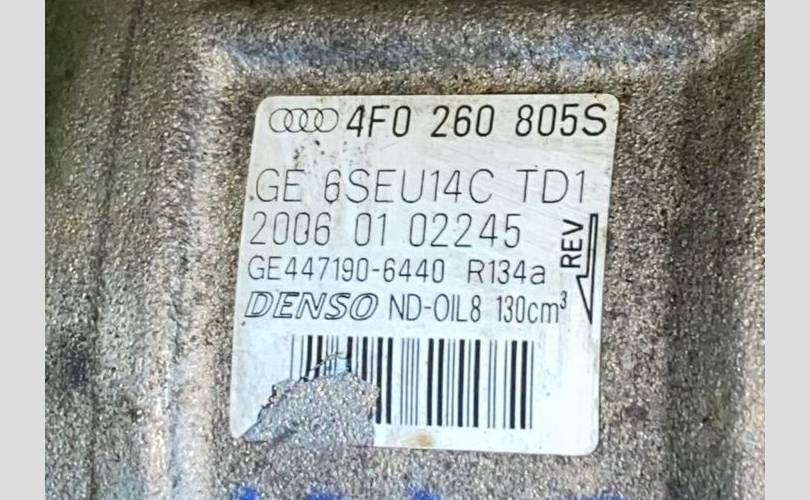 4F0 260 805S
GE 6SEU14C TD1
2006 01 02245
GE447190-6440 R134a
REV
DENSO ND-OIL8 130cm³